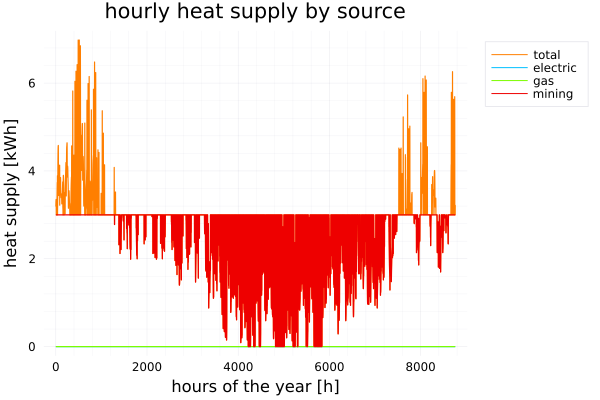 hourly heat supply by source
total
electric
gas
mining
heat supply [kWh]
6
4
2
0
0 2000 4000 6000 8000
hours of the year [h]